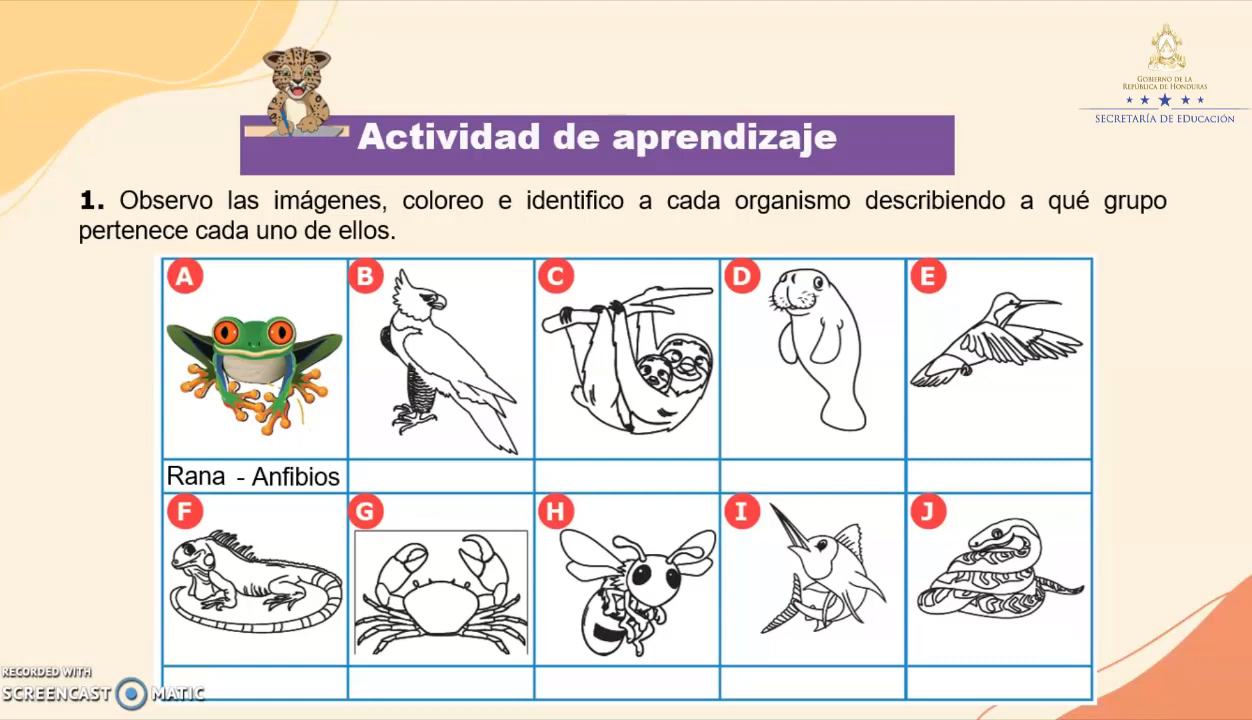 GOBIERNO DE LA
REPÚBLICA DE HONDURAS
SECRETARÍA DE EDUCACIÓN
Actividad de aprendizaje
1. Observo las imágenes, coloreo e identifico a cada organismo describiendo a qué grupo
pertenece cada uno de ellos.
A B C D E
Rana - Anfibios
F G H I J
RECORDED WITH
SCREENCAST MATIC